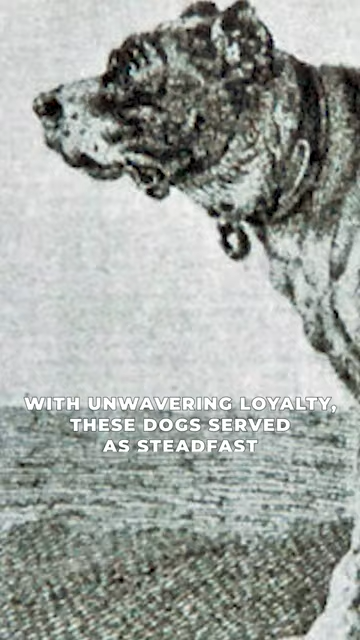 WITH UNWAVERING LOYALTY,
THESE DOGS SERVED
AS STEADFAST